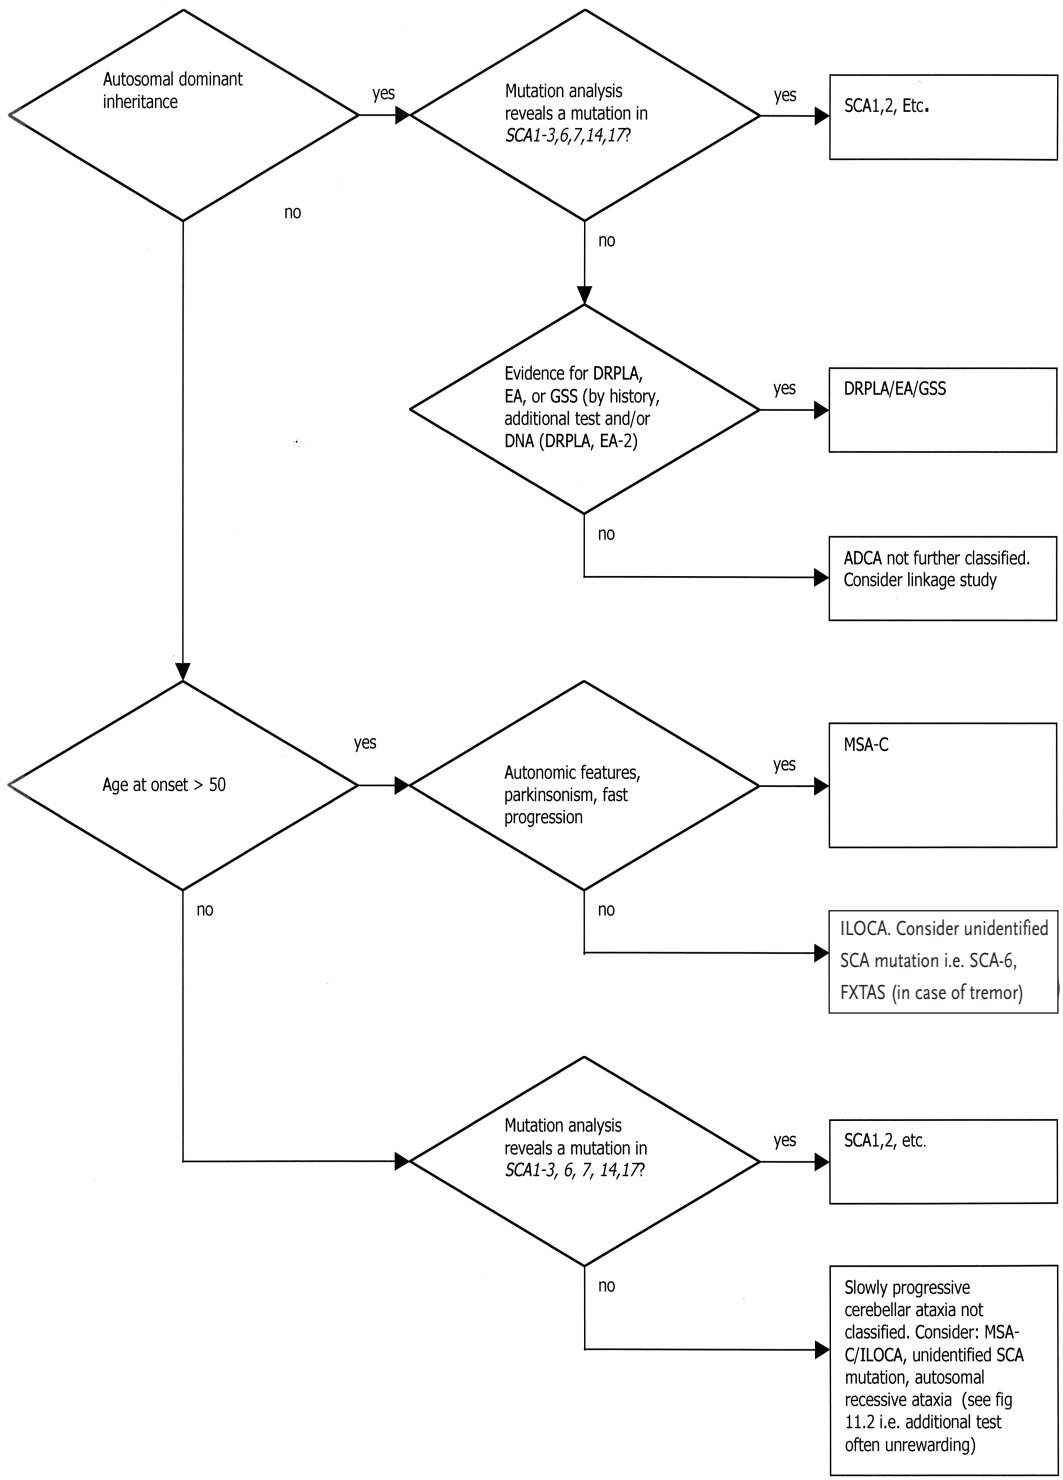 Autosomal dominant
inheritance
yes
Mutation analysis
reveals a mutation in
SCA1-3,6,7,14,17?
yes
SCA1,2, Etc.
no
no
Evidence for DRPLA,
EA, or GSS (by history,
additional test and/or
DNA (DRPLA, EA-2)
yes
DRPLA/EA/GSS
no
ADCA not further classified.
Consider linkage study
Age at onset > 50
yes
Autonomic features,
parkinsonism, fast
progression
yes
MSA-C
no
no
ILOCA. Consider unidentified
SCA mutation i.e. SCA-6,
FXTAS (in case of tremor)
Mutation analysis
reveals a mutation in
SCA1-3, 6, 7, 14,17?
yes
SCA1,2, etc.
no
Slowly progressive
cerebellar ataxia not
classified. Consider: MSA-
C/ILOCA, unidentified SCA
mutation, autosomal
recessive ataxia (see fig
11.2 i.e. additional test
often unrewarding)